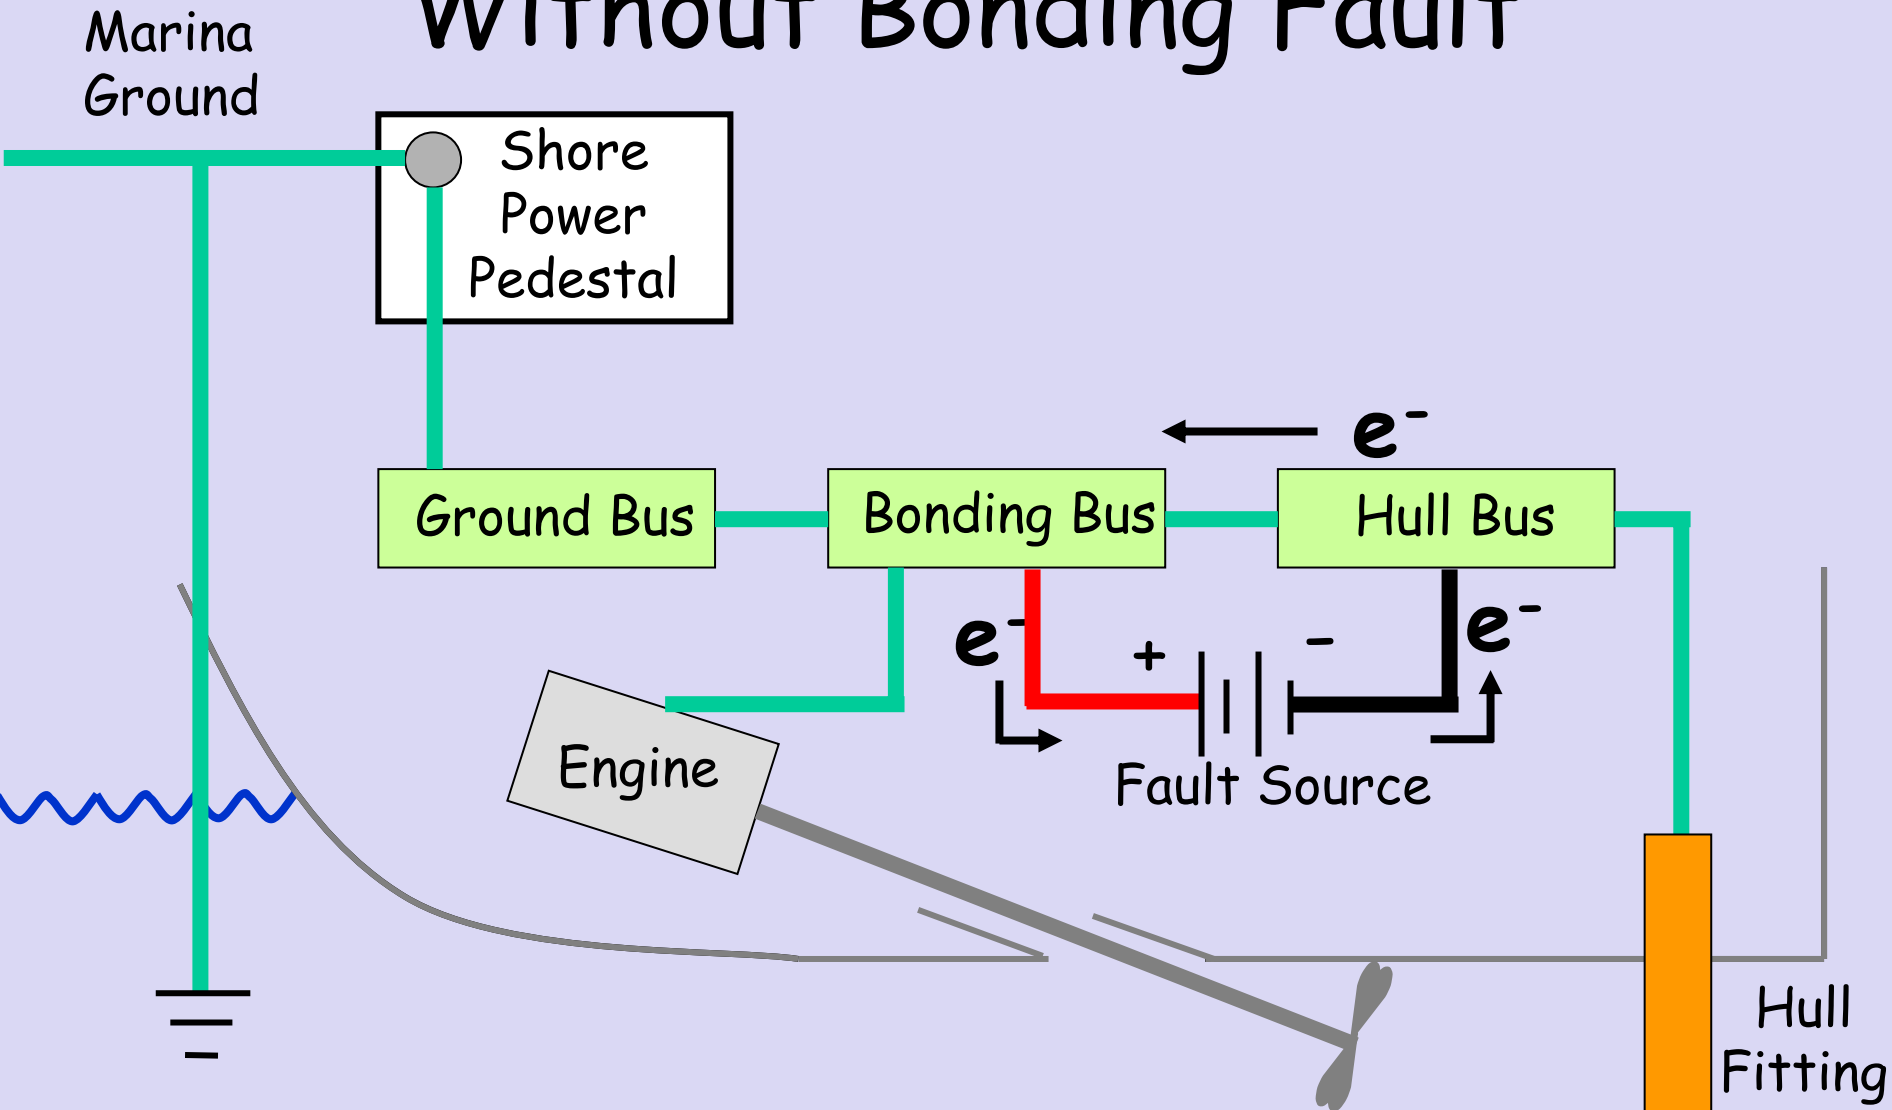 Without Bonding Fault
Marina
Ground
Shore
Power
Pedestal
e-
Ground Bus
Bonding Bus
Hull Bus
e-
+
-
e-
Engine
Fault Source
Hull
Fitting